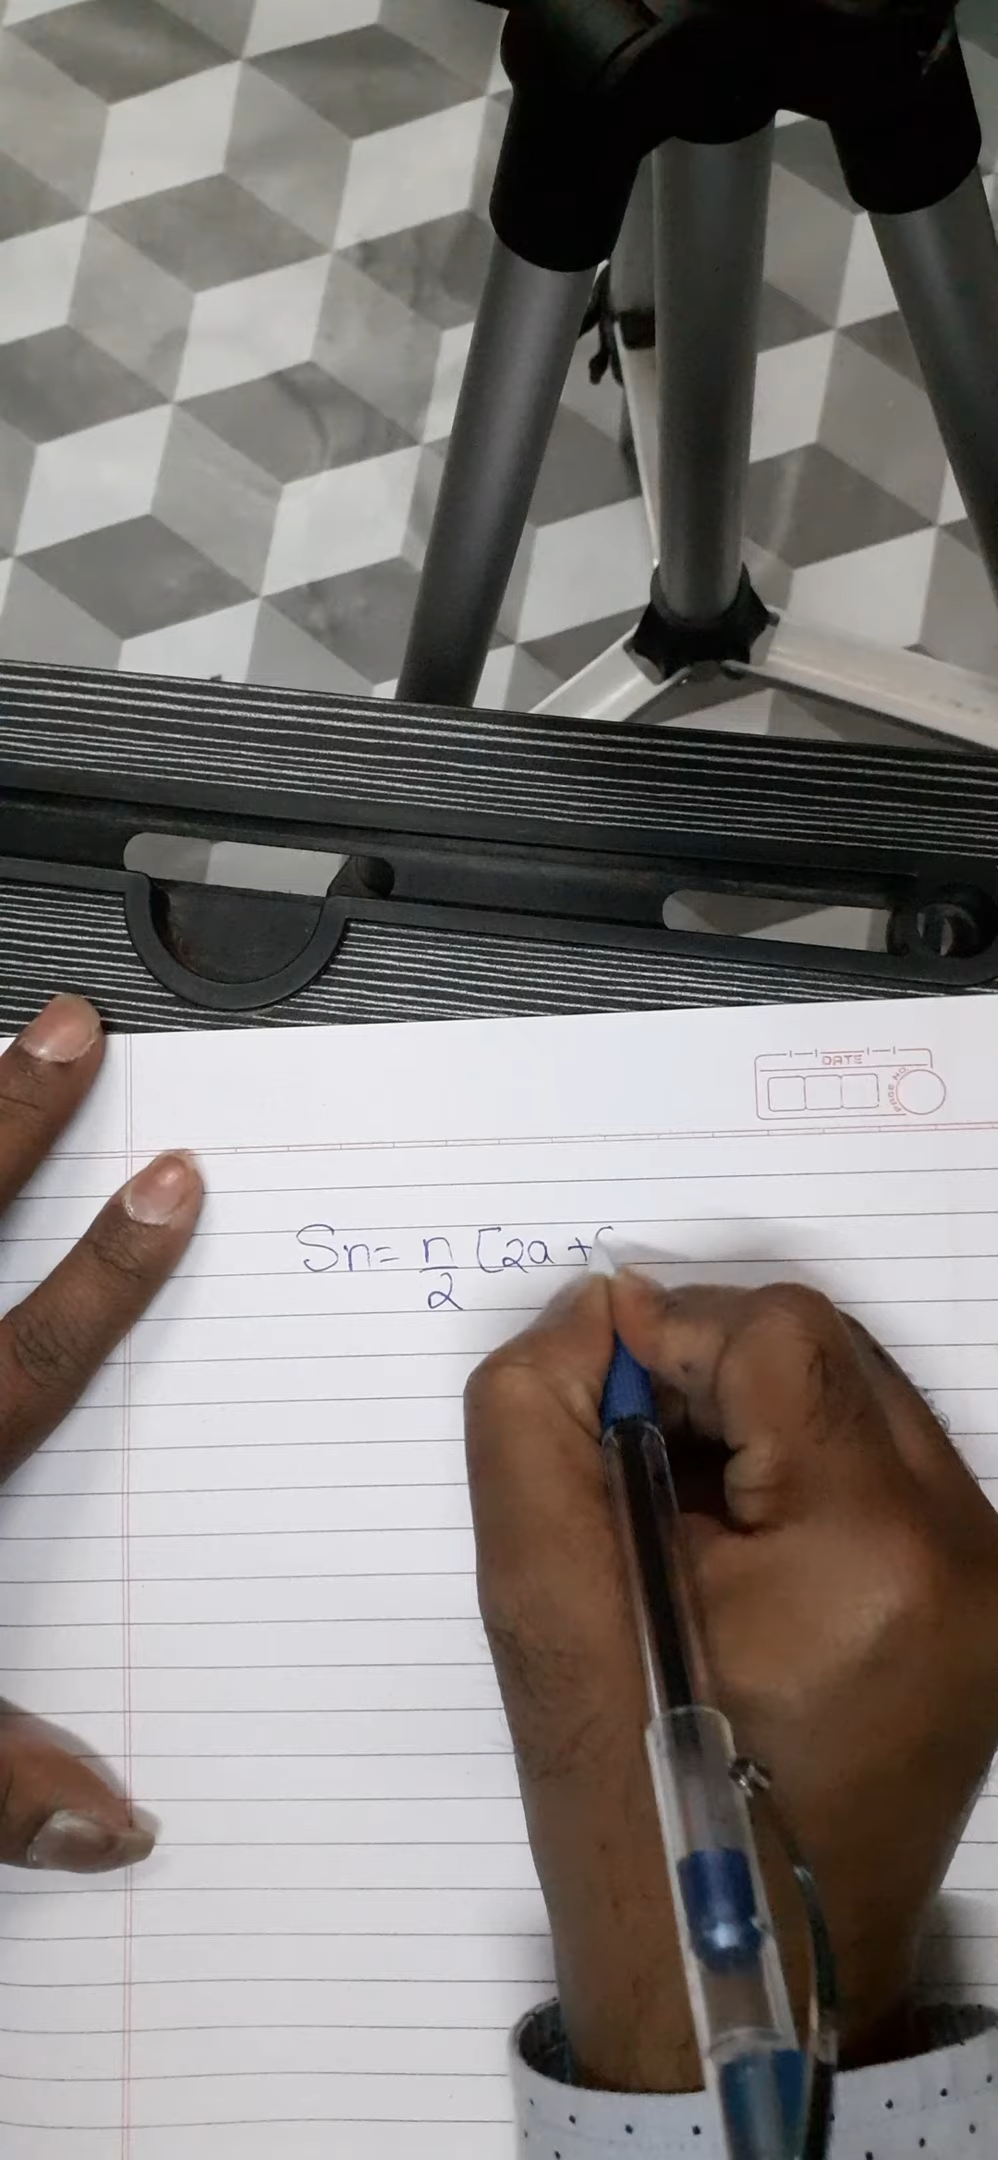 DATE
PAGE NO.
Sn = n/2 [2a + (